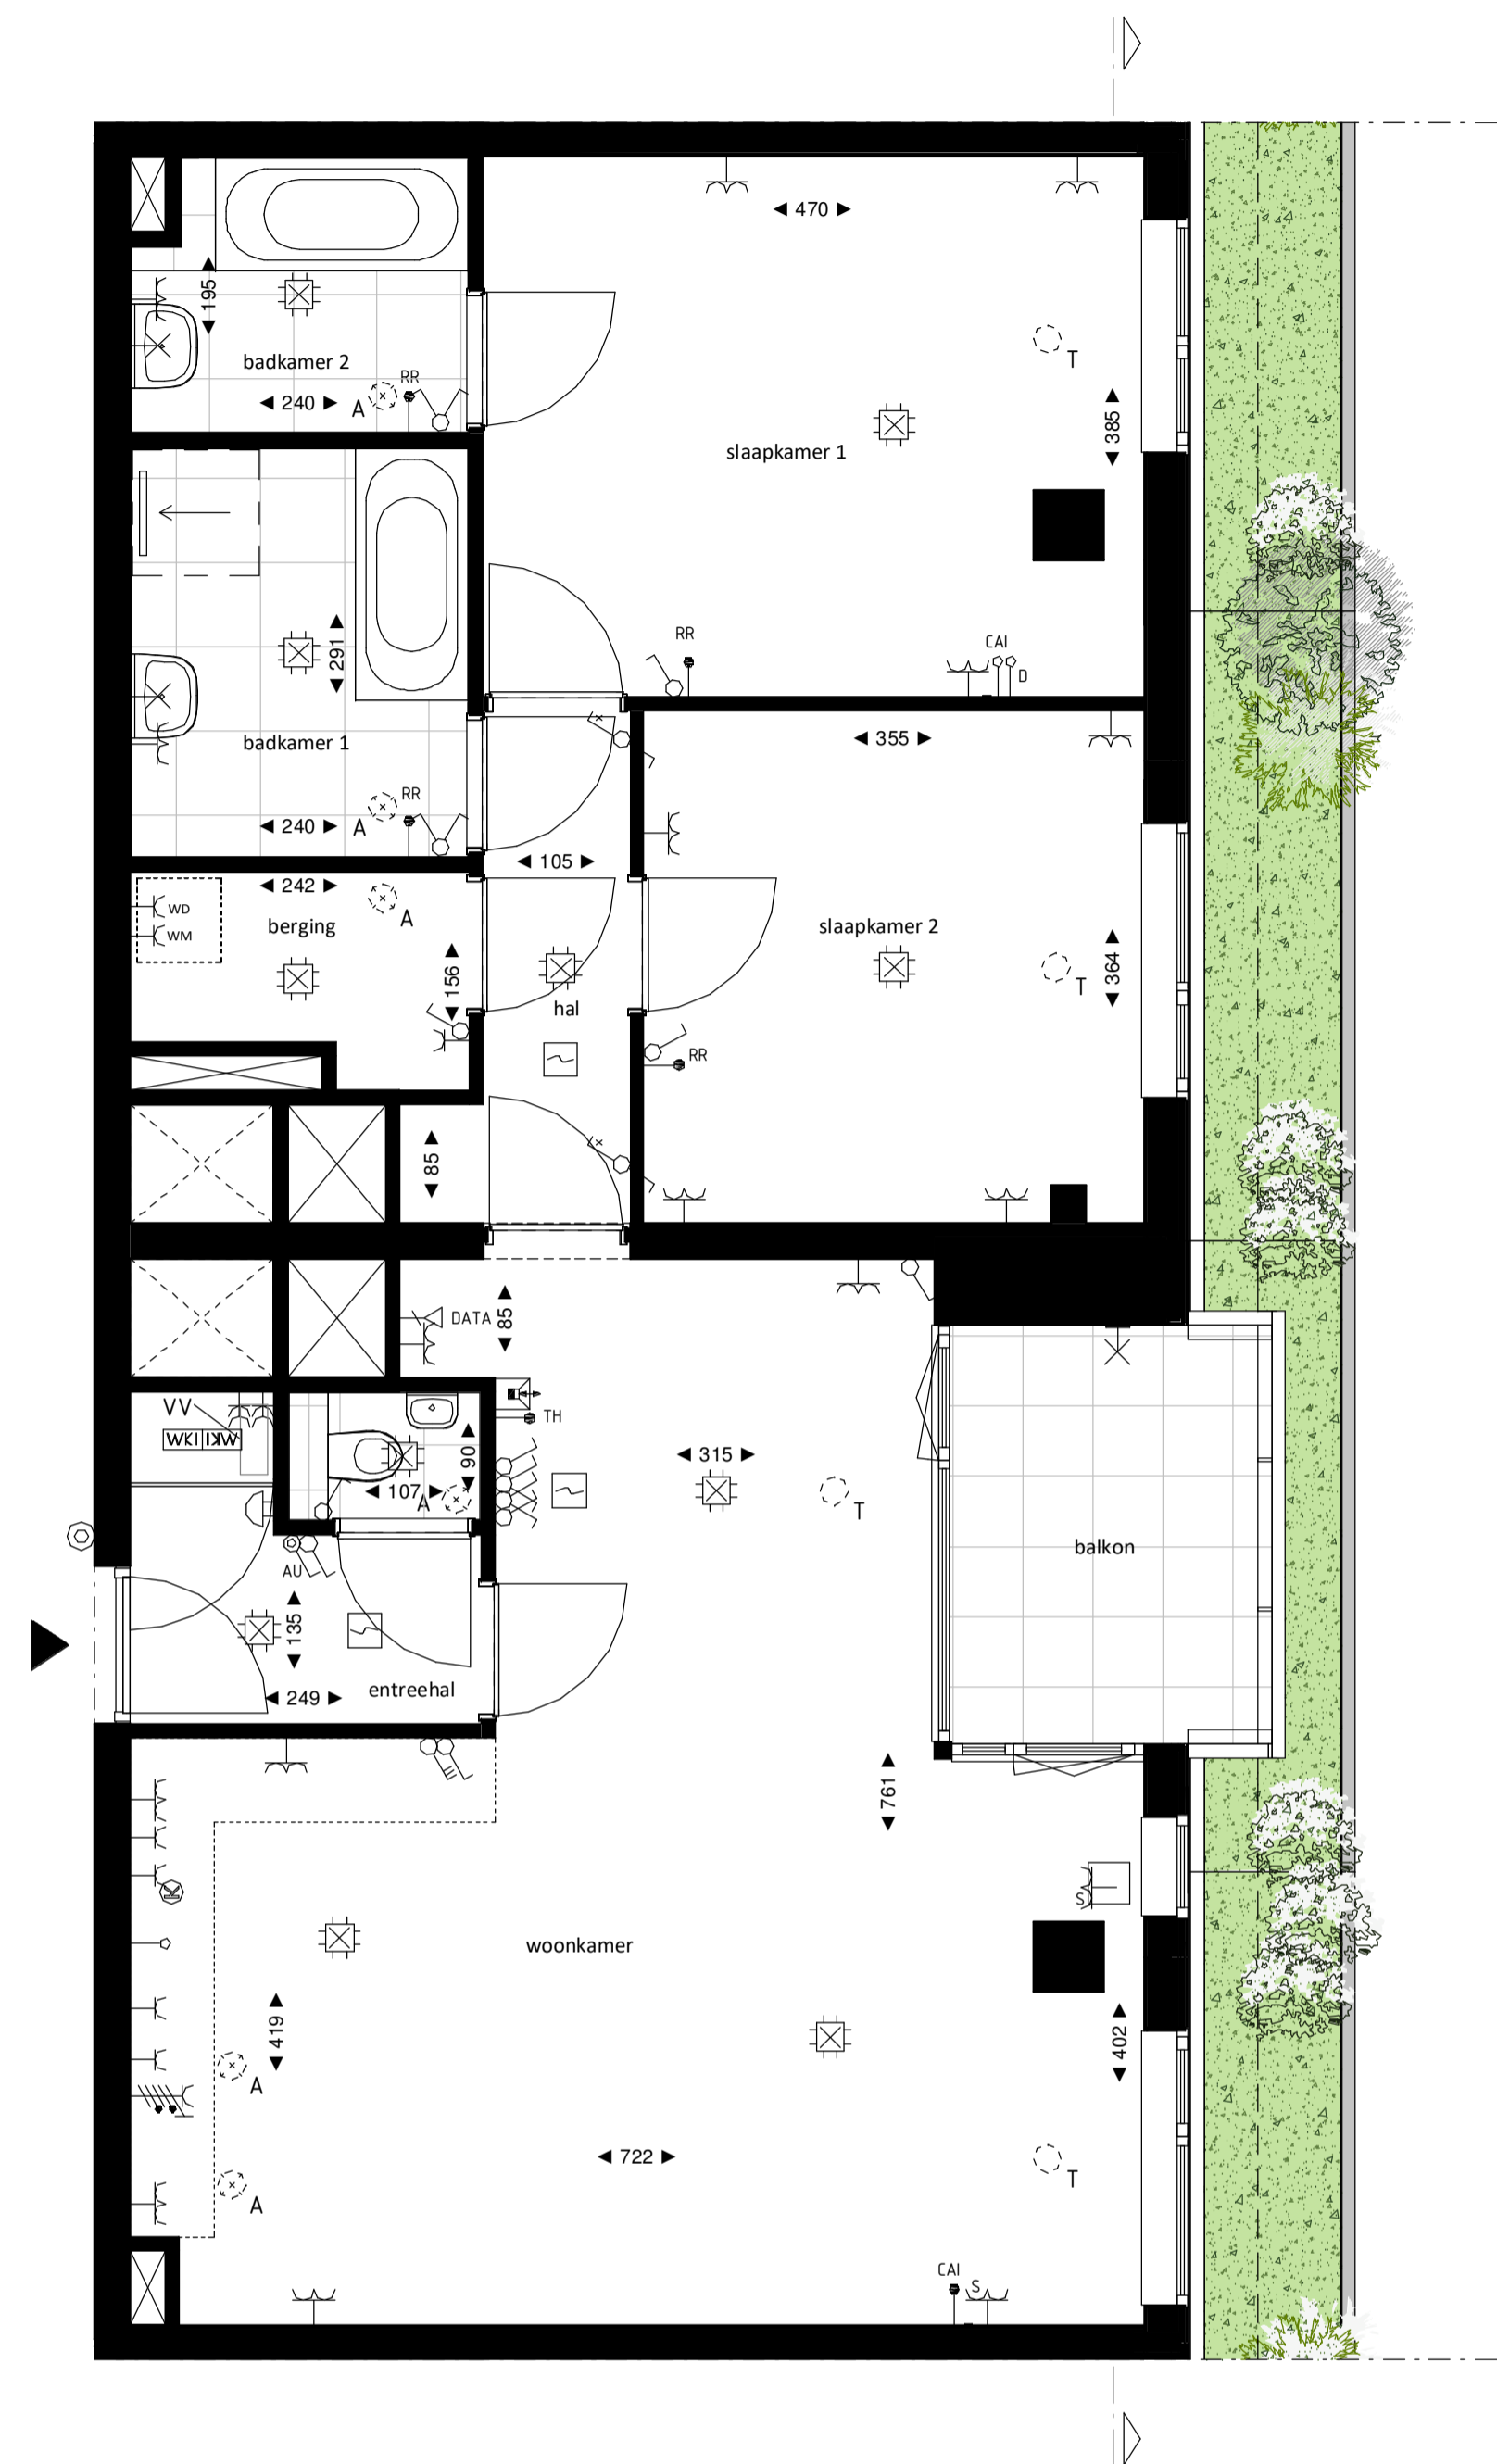 470
195
badkamer 2
RR
240
A
T
385
slaapkamer 1
291
RR
CAI
D
badkamer 1
355
RR
240
A
105
242
WD
WM
berging
A
156
slaapkamer 2
T
364
hal
RR
85
DATA
85
VV
WKI
WKI
TH
90
107
A
315
T
balkon
AU
135
249
entreehal
761
K
S
woonkamer
419
402
A
722
T
A
CAI
S